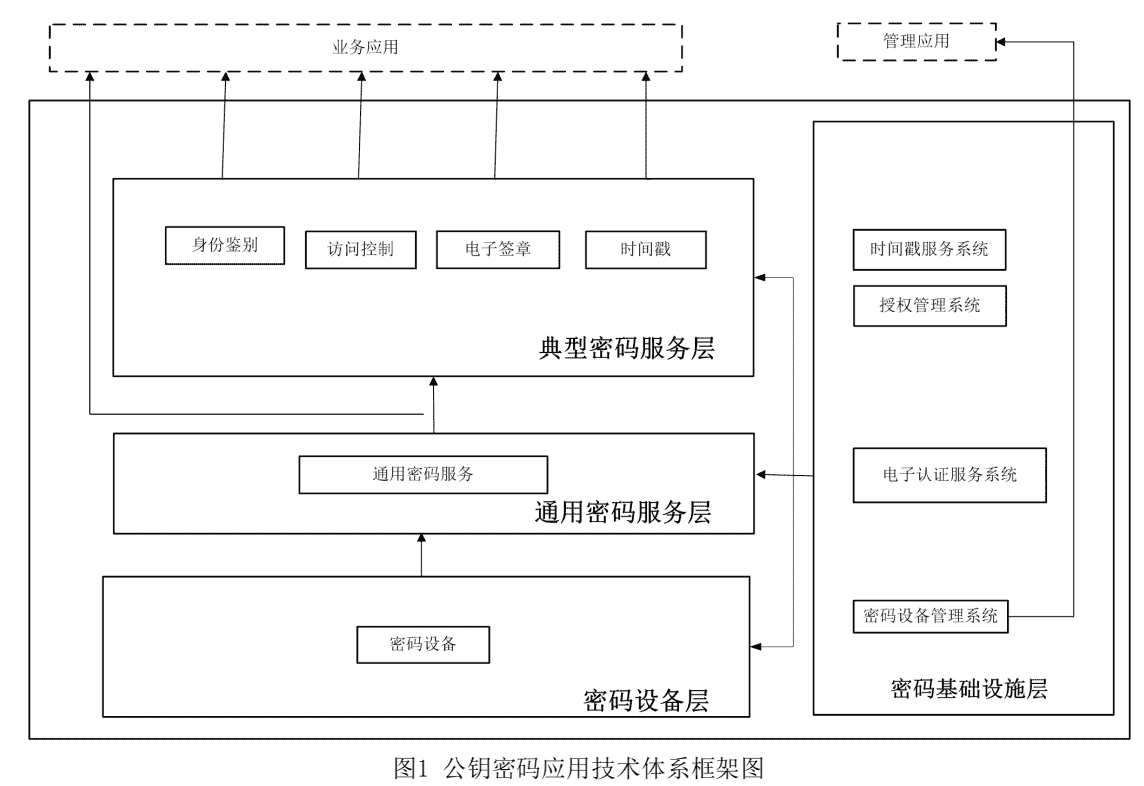 业务应用
管理应用
身份鉴别
访问控制
电子签章
时间戳
典型密码服务层
通用密码服务
通用密码服务层
密码设备
密码设备层
时间戳服务系统
授权管理系统
电子认证服务系统
密码设备管理系统
密码基础设施层
图1 公钥密码应用技术体系框架图